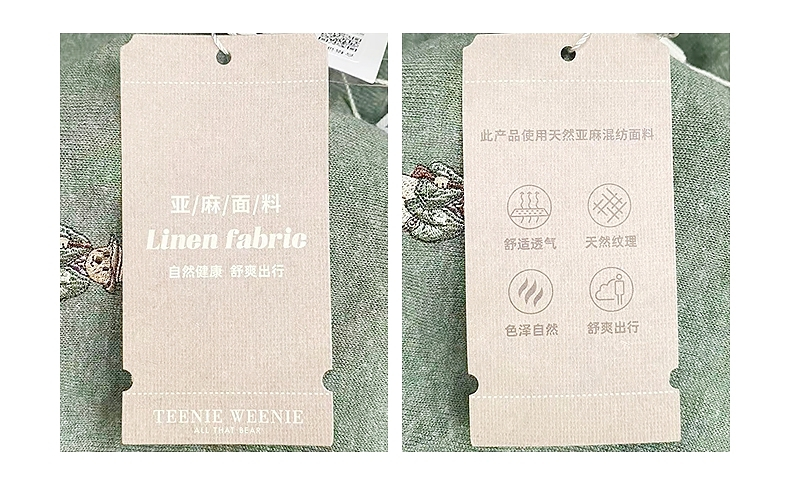 亚/麻/面/料
Linen fabric
自然健康 舒爽出行
TEENIE WEENIE
ALL THAT BEAR
此产品使用天然亚麻混纺面料
舒适透气
天然纹理
色泽自然
舒爽出行